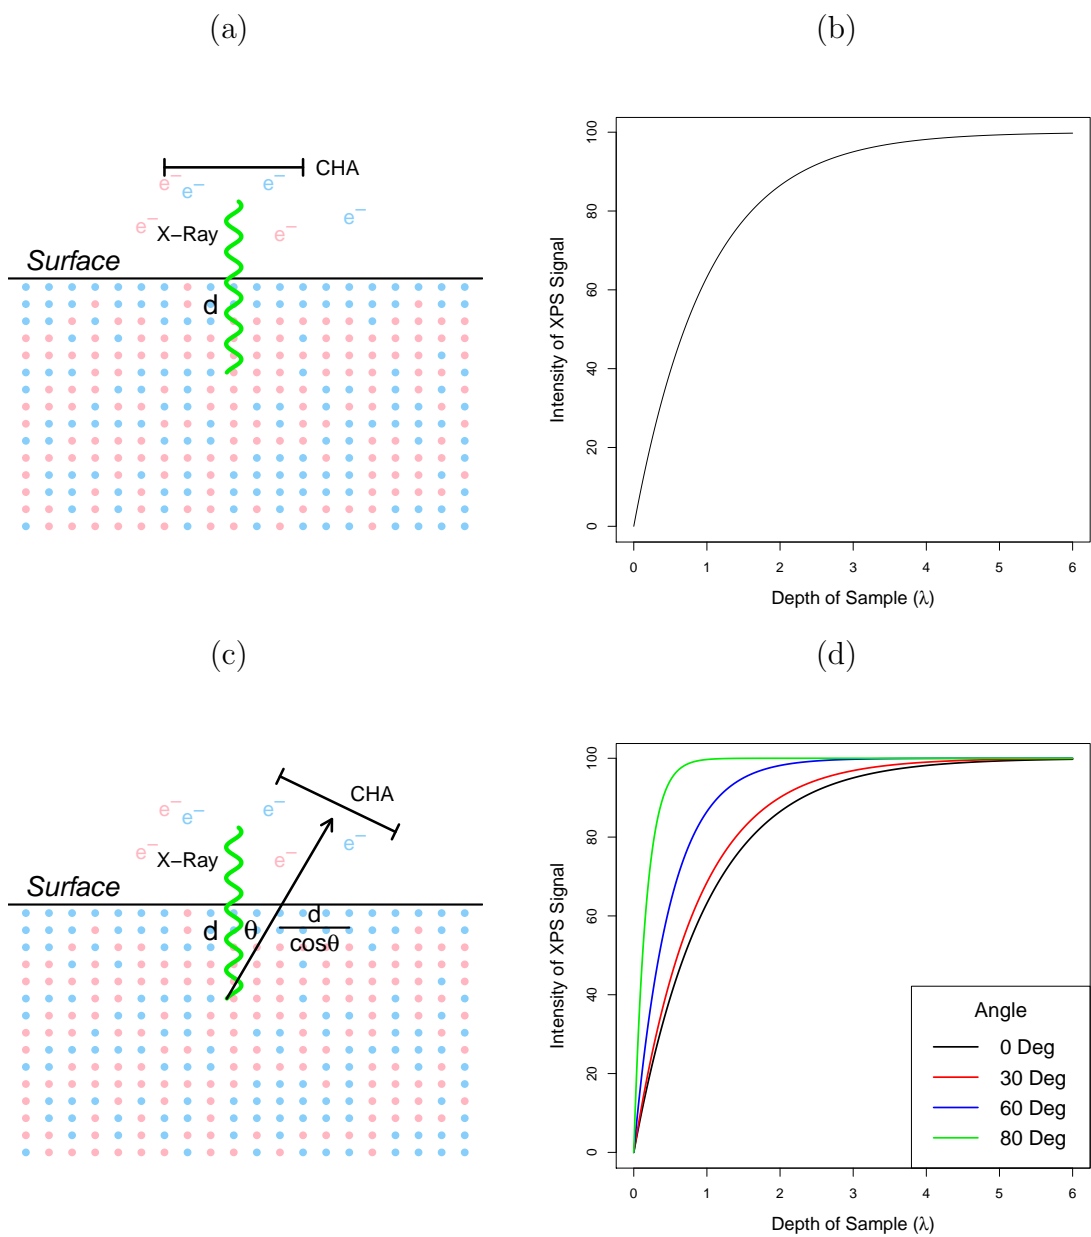 (a)
CHA
e−
e−
e−
e−
e−
e−
X−Ray
Surface
d
(b)
Intensity of XPS Signal
100
80
60
40
20
0
0 1 2 3 4 5 6
Depth of Sample (λ)
(c)
CHA
e−
e−
e−
e−
e−
e−
X−Ray
Surface
d
θ
d
cosθ
(d)
Intensity of XPS Signal
100
80
60
40
20
0
Angle
0 Deg
30 Deg
60 Deg
80 Deg
0 1 2 3 4 5 6
Depth of Sample (λ)